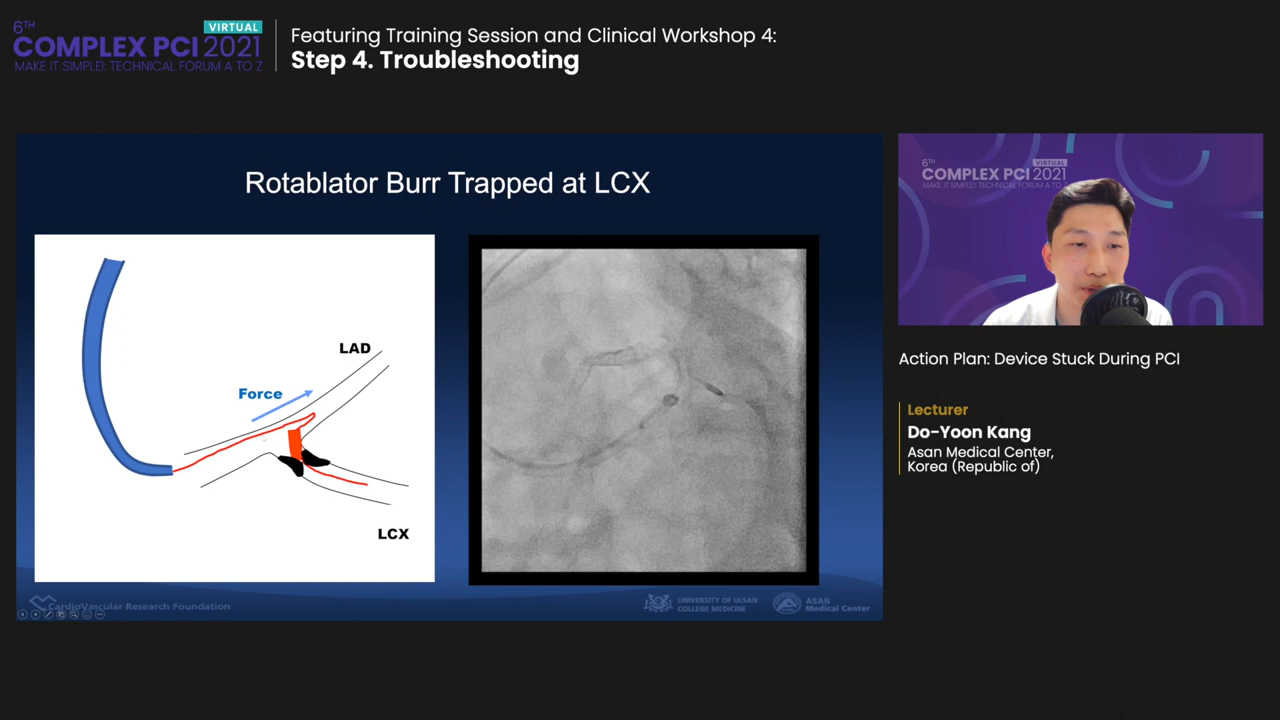 6TH
VIRTUAL
COMPLEX PCI 2021
MAKE IT SIMPLE!: TECHNICAL FORUM A TO Z
Featuring Training Session and Clinical Workshop 4:
Step 4. Troubleshooting
Rotablator Burr Trapped at LCX
LAD
Force
LCX
CardioVascular Research Foundation
UNIVERSITY OF ULSAN
COLLEGE MEDICINE
ASAN
Medical Center
6TH
VIRTUAL
COMPLEX PCI 2021
MAKE IT SIMPLE!: TECHNICAL FORUM A TO
Action Plan: Device Stuck During PCI
Lecturer
Do-Yoon Kang
Asan Medical Center,
Korea (Republic of)